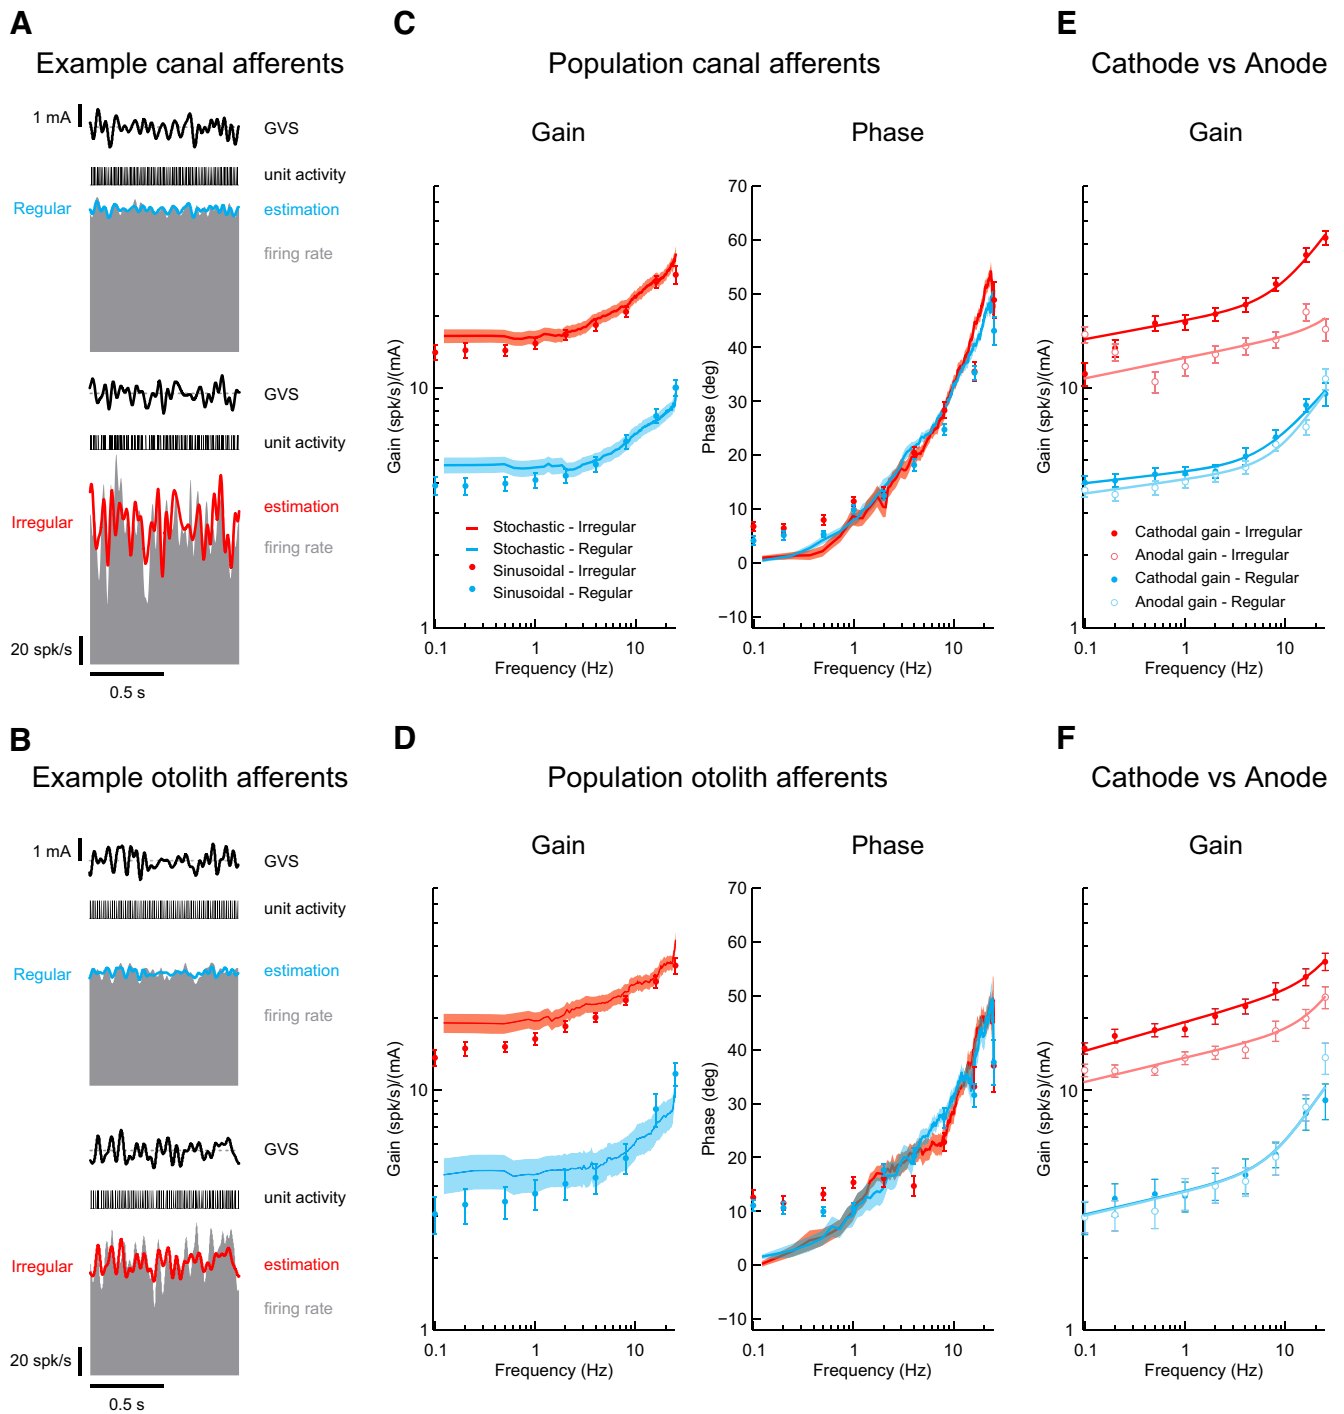 A
Example canal afferents
1 mA
GVS
unit activity
Regular
estimation
firing rate
GVS
unit activity
Irregular
estimation
firing rate
20 spk/s
0.5 s
C
Population canal afferents
Gain
Gain (spk/s)/(mA)
10
1
Stochastic - Irregular
Stochastic - Regular
Sinusoidal - Irregular
Sinusoidal - Regular
0.1 1 10
Frequency (Hz)
Phase
Phase (deg)
70
60
50
40
30
20
10
0
−10
0.1 1 10
Frequency (Hz)
E
Cathode vs Anode
Gain
Gain (spk/s)/(mA)
10
1
Cathodal gain - Irregular
Anodal gain - Irregular
Cathodal gain - Regular
Anodal gain - Regular
0.1 1 10
Frequency (Hz)
B
Example otolith afferents
1 mA
GVS
unit activity
Regular
estimation
firing rate
GVS
unit activity
Irregular
estimation
firing rate
20 spk/s
0.5 s
D
Population otolith afferents
Gain
Gain (spk/s)/(mA)
10
1
0.1 1 10
Frequency (Hz)
Phase
Phase (deg)
70
60
50
40
30
20
10
0
−10
0.1 1 10
Frequency (Hz)
F
Cathode vs Anode
Gain
Gain (spk/s)/(mA)
10
1
0.1 1 10
Frequency (Hz)